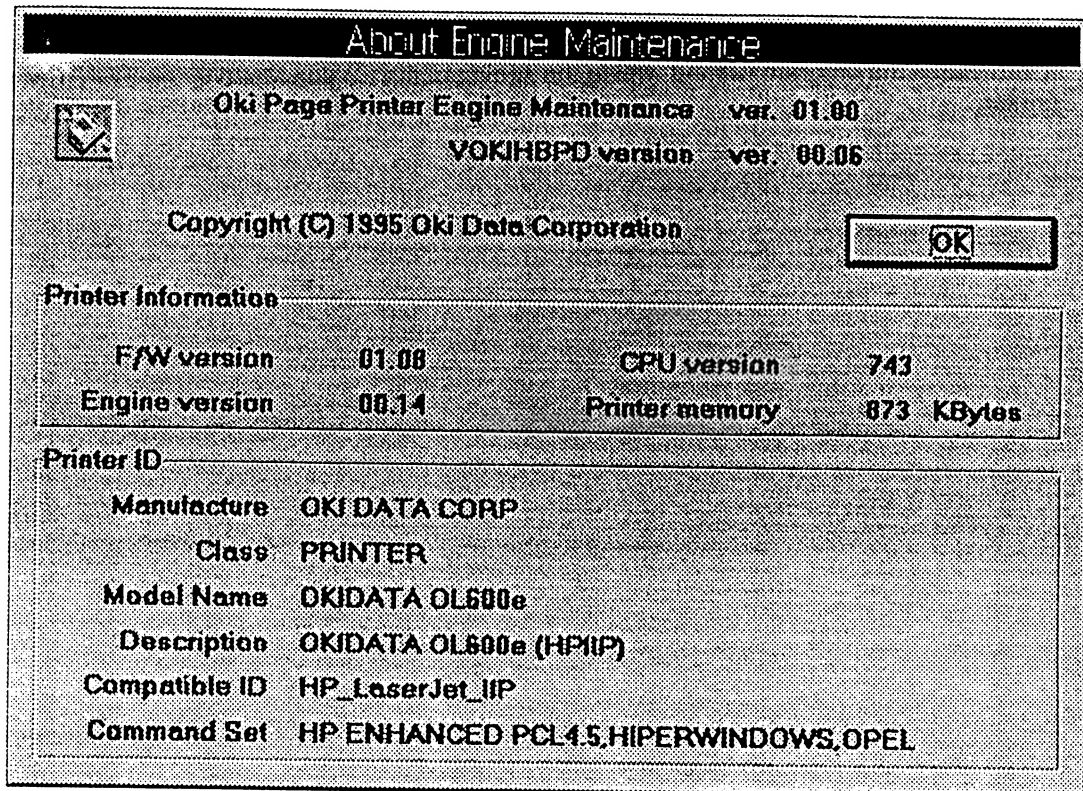 About Engine Maintenance
Oki Page Printer Engine Maintenance ver. 01.00
VOKIHBPD version ver. 00.06
Copyright (C) 1995 Oki Data Corporation
OK
Printer Information
F/W version 01.08 CPU version 743
Engine version 00.14 Printer memory 873 KBytes
Printer ID
Manufacture OKI DATA CORP
Class PRINTER
Model Name OKIDATA OL600e
Description OKIDATA OL600e (HPIIP)
Compatible ID HP_LaserJet_IIP
Command Set HP ENHANCED PCL4.5,HIPERWINDOWS,OPEL